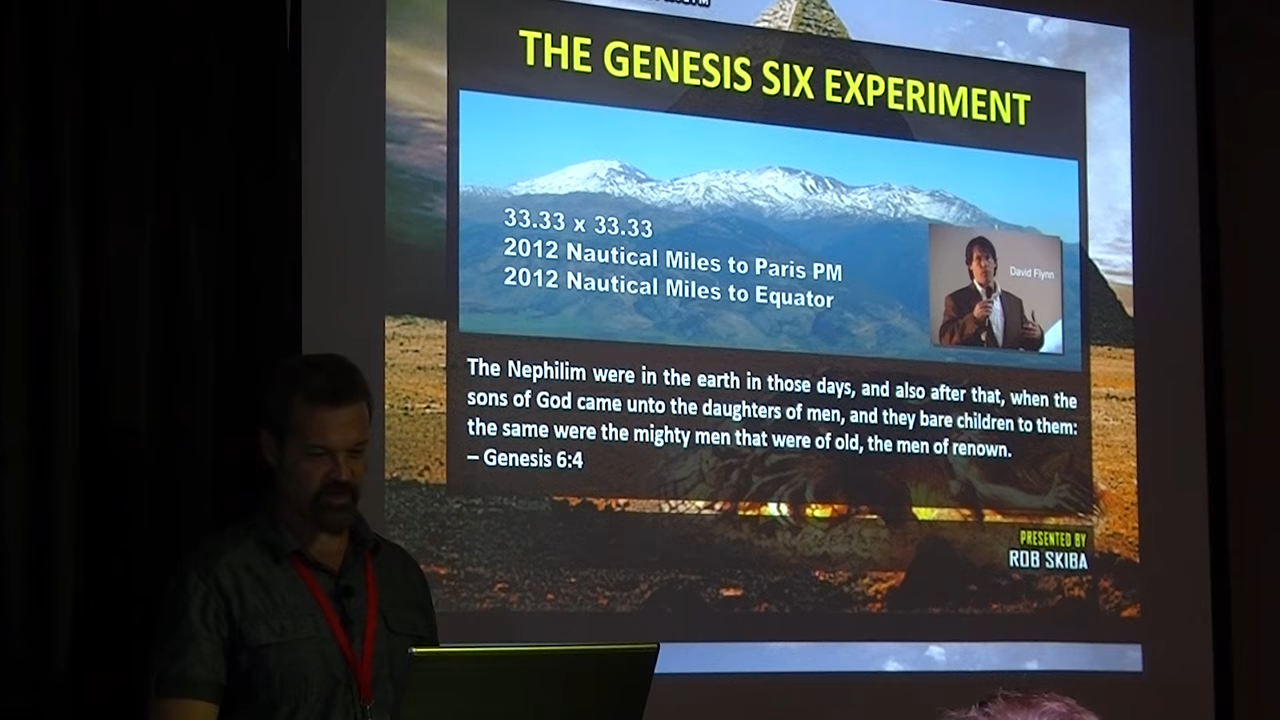 THE GENESIS SIX EXPERIMENT
33.33 x 33.33
2012 Nautical Miles to Paris PM
2012 Nautical Miles to Equator
David Flynn
The Nephilim were in the earth in those days, and also after that, when the
sons of God came unto the daughters of men, and they bare children to them:
the same were the mighty men that were of old, the men of renown.
– Genesis 6:4
PRESENTED BY
ROB SKIBA